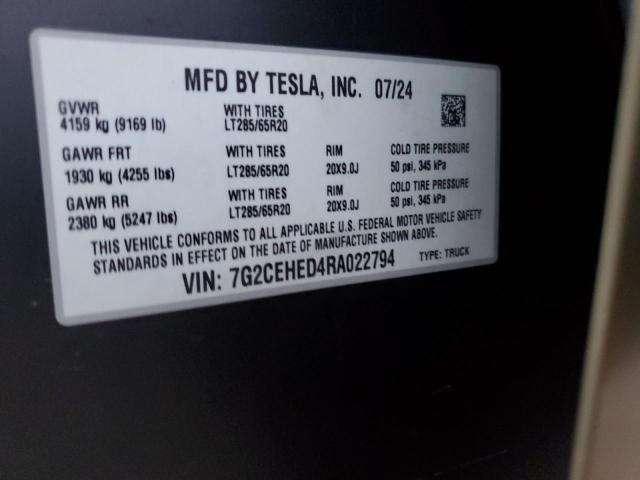 MFD BY TESLA, INC. 07/24
GVWR
4159 kg (9169 lb)
WITH TIRES
LT285/65R20
GAWR FRT
1930 kg (4255 lbs)
WITH TIRES
LT285/65R20
RIM
20X9.0J
COLD TIRE PRESSURE
50 psi, 345 kPa
GAWR RR
2380 kg (5247 lbs)
WITH TIRES
LT285/65R20
RIM
20X9.0J
COLD TIRE PRESSURE
50 psi, 345 kPa
THIS VEHICLE CONFORMS TO ALL APPLICABLE U.S. FEDERAL MOTOR VEHICLE SAFETY
STANDARDS IN EFFECT ON THE DATE OF MANUFACTURE SHOWN ABOVE.
VIN: 7G2CEHED4RA022794 TYPE: TRUCK